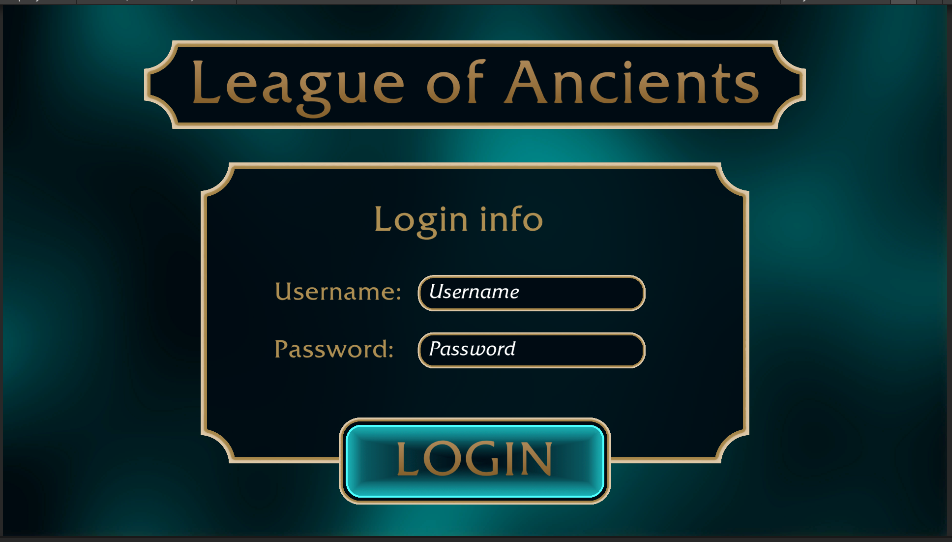 League of Ancients
Login info
Username: Username
Password: Password
LOGIN